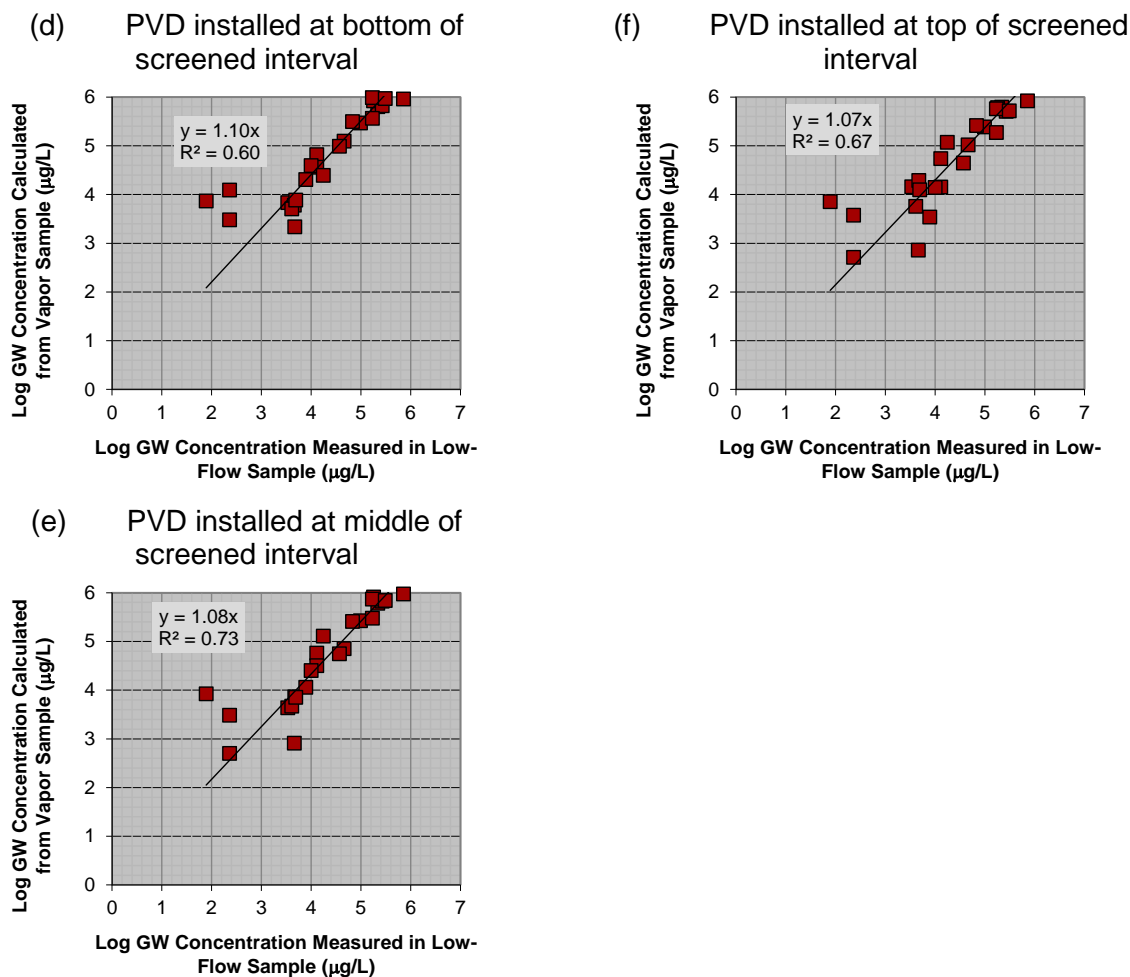 (d) PVD installed at bottom of
screened interval
6
5
4
3
2
1
0
y = 1.10x
R² = 0.60
0 1 2 3 4 5 6 7
Log GW Concentration Calculated
from Vapor Sample (µg/L)
Log GW Concentration Measured in Low-
Flow Sample (µg/L)
(f) PVD installed at top of screened
interval
6
5
4
3
2
1
0
y = 1.07x
R² = 0.67
0 1 2 3 4 5 6 7
Log GW Concentration Calculated
from Vapor Sample (µg/L)
Log GW Concentration Measured in Low-
Flow Sample (µg/L)
(e) PVD installed at middle of
screened interval
6
5
4
3
2
1
0
y = 1.08x
R² = 0.73
0 1 2 3 4 5 6 7
Log GW Concentration Calculated
from Vapor Sample (µg/L)
Log GW Concentration Measured in Low-
Flow Sample (µg/L)